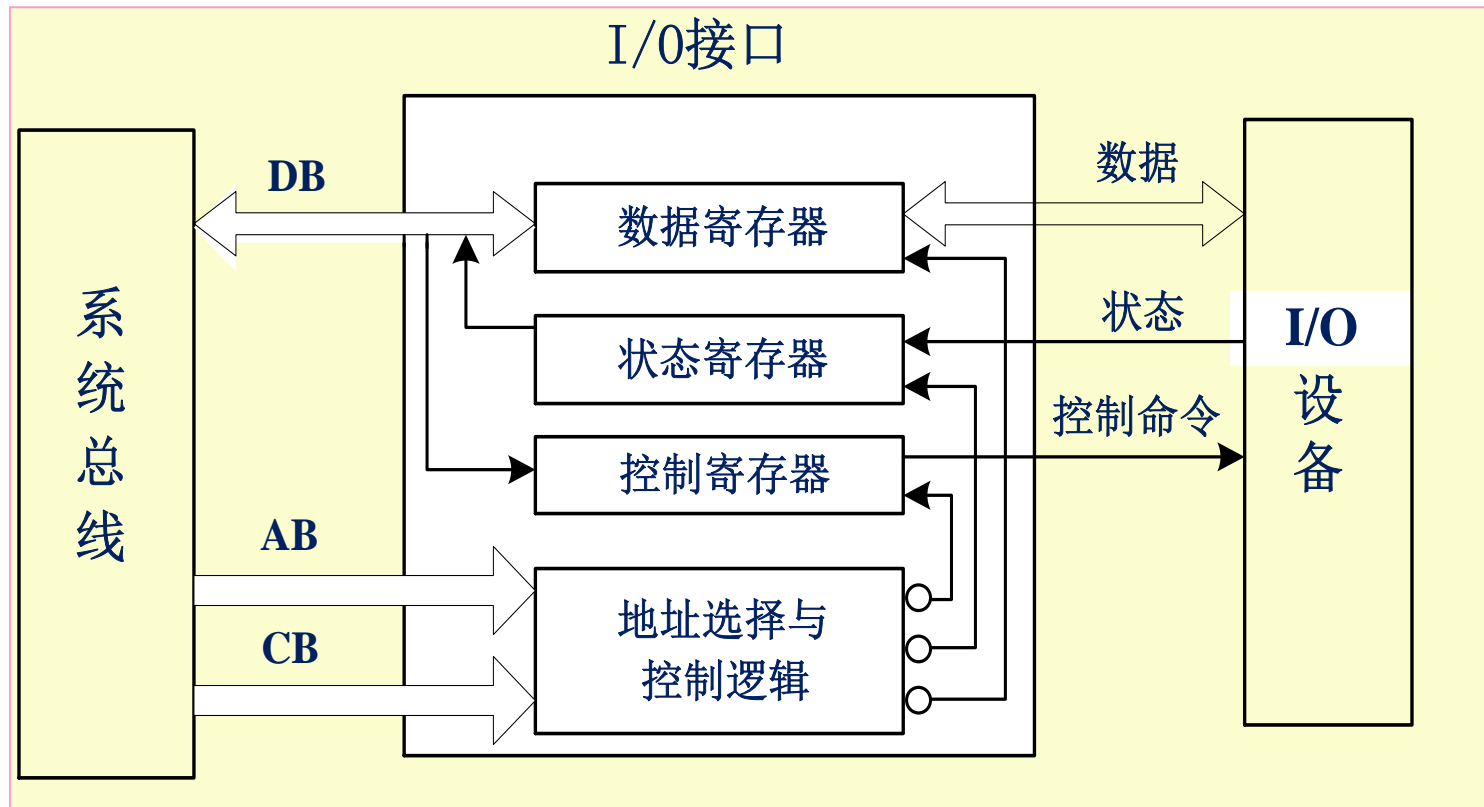 I/O接口
系统总线
DB
AB
CB
数据寄存器
状态寄存器
控制寄存器
地址选择与
控制逻辑
数据
状态
控制命令
I/O
设备